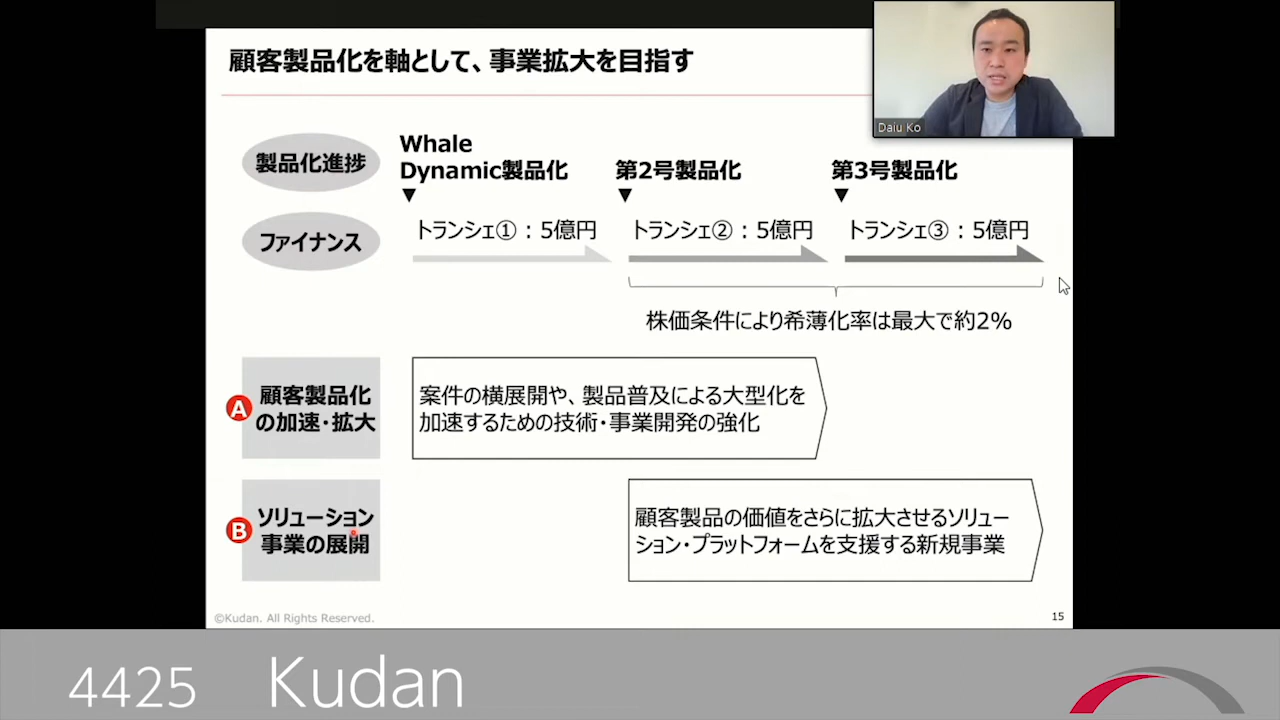 顧客製品化を軸として、事業拡大を目指す
Daiu Ko
製品化進捗
Whale
Dynamic製品化
第2号製品化
第3号製品化
ファイナンス
トランシェ①：5億円
トランシェ②：5億円
トランシェ③：5億円
株価条件により希薄化率は最大で約2%
A
顧客製品化
の加速・拡大
案件の横展開や、製品普及による大型化を
加速するための技術・事業開発の強化
B
ソリューション
事業の展開
顧客製品の価値をさらに拡大させるソリュー
ション・プラットフォームを支援する新規事業
©Kudan. All Rights Reserved.
15
4425 Kudan